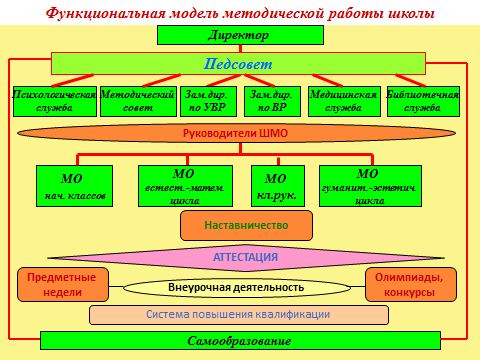 Функциональная модель методической работы школы
Директор
Педсовет
Психологическая
служба
Методический
совет
Зам.дир.
по УВР
Зам.дир.
по ВР
Медицинская
служба
Библиотечная
служба
Руководители ШМО
МО
нач. классов
МО
естест.-матем.
цикла
МО
кл.рук.
МО
гуманит.-эстетич.
цикла
Наставничество
АТТЕСТАЦИЯ
Предметные
недели
Внеурочная деятельность
Олимпиады,
конкурсы
Система повышения квалификации
Самообразование